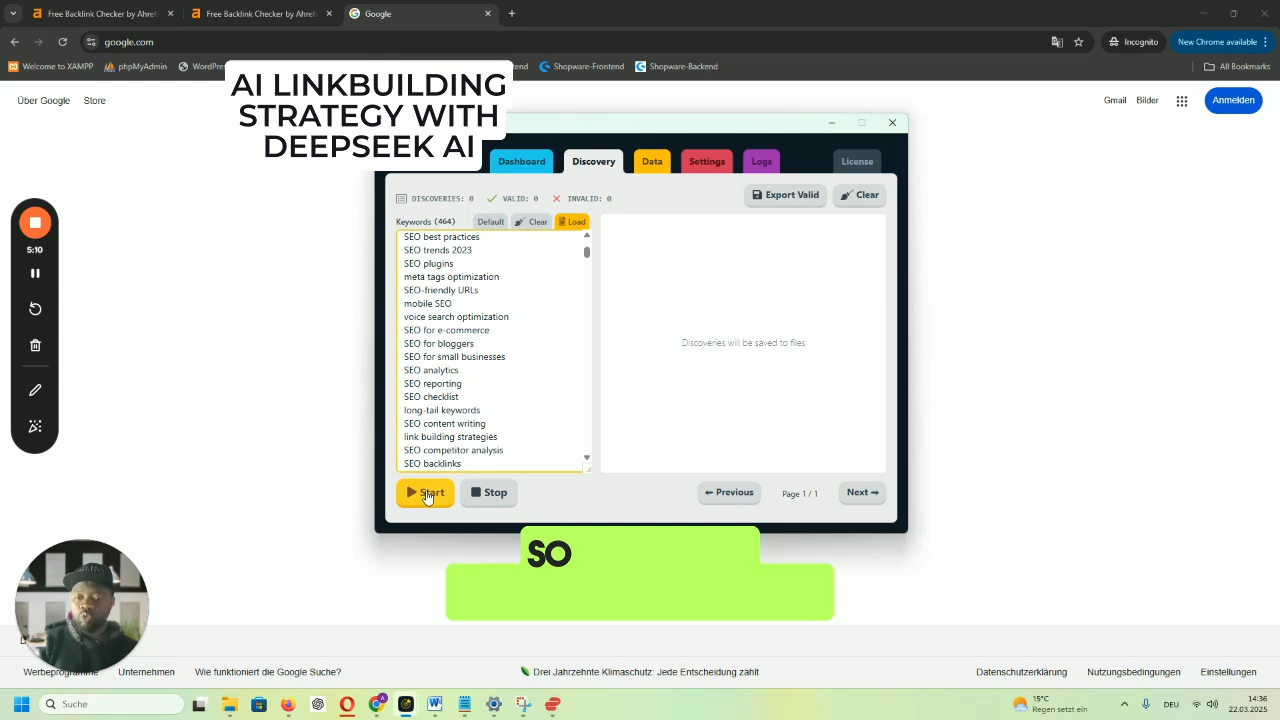 Free Backlink Checker by Ahref
Free Backlink Checker by Ahref
Google
google.com
Incognito
New Chrome available
Welcome to XAMPP
phpMyAdmin
WordPr
end
Shopware-Frontend
Shopware-Backend
All Bookmarks
AI LINKBUILDING
STRATEGY WITH
DEEPSEEK AI
Über Google
Store
Gmail
Bilder
Anmelden
Dashboard
Discovery
Data
Settings
Logs
License
DISCOVERIES: 0
VALID: 0
INVALID: 0
Export Valid
Clear
Keywords (464)
Default
Clear
Load
SEO best practices
SEO trends 2023
SEO plugins
meta tags optimization
SEO-friendly URLs
mobile SEO
voice search optimization
SEO for e-commerce
SEO for bloggers
SEO for small businesses
SEO analytics
SEO reporting
SEO checklist
long-tail keywords
SEO content writing
link building strategies
SEO competitor analysis
SEO backlinks
Discoveries will be saved to files
Start
Stop
Previous
Page 1 / 1
Next
5:10
SO
Werbeprogramme
Unternehmen
Wie funktioniert die Google Suche?
Drei Jahrzehnte Klimaschutz: Jede Entscheidung zählt
Datenschutzerklärung
Nutzungsbedingungen
Einstellungen
Suche
15°C
Regen setzt ein
DEU
14:36
22.03.2025